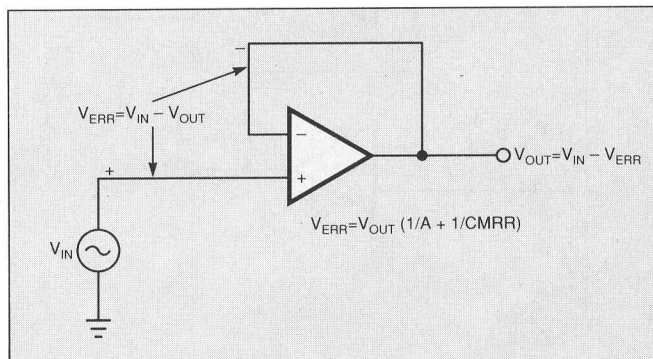 −
V_ERR=V_IN − V_OUT
−
+
+
V_OUT=V_IN − V_ERR
V_ERR=V_OUT (1/A + 1/CMRR)
V_IN